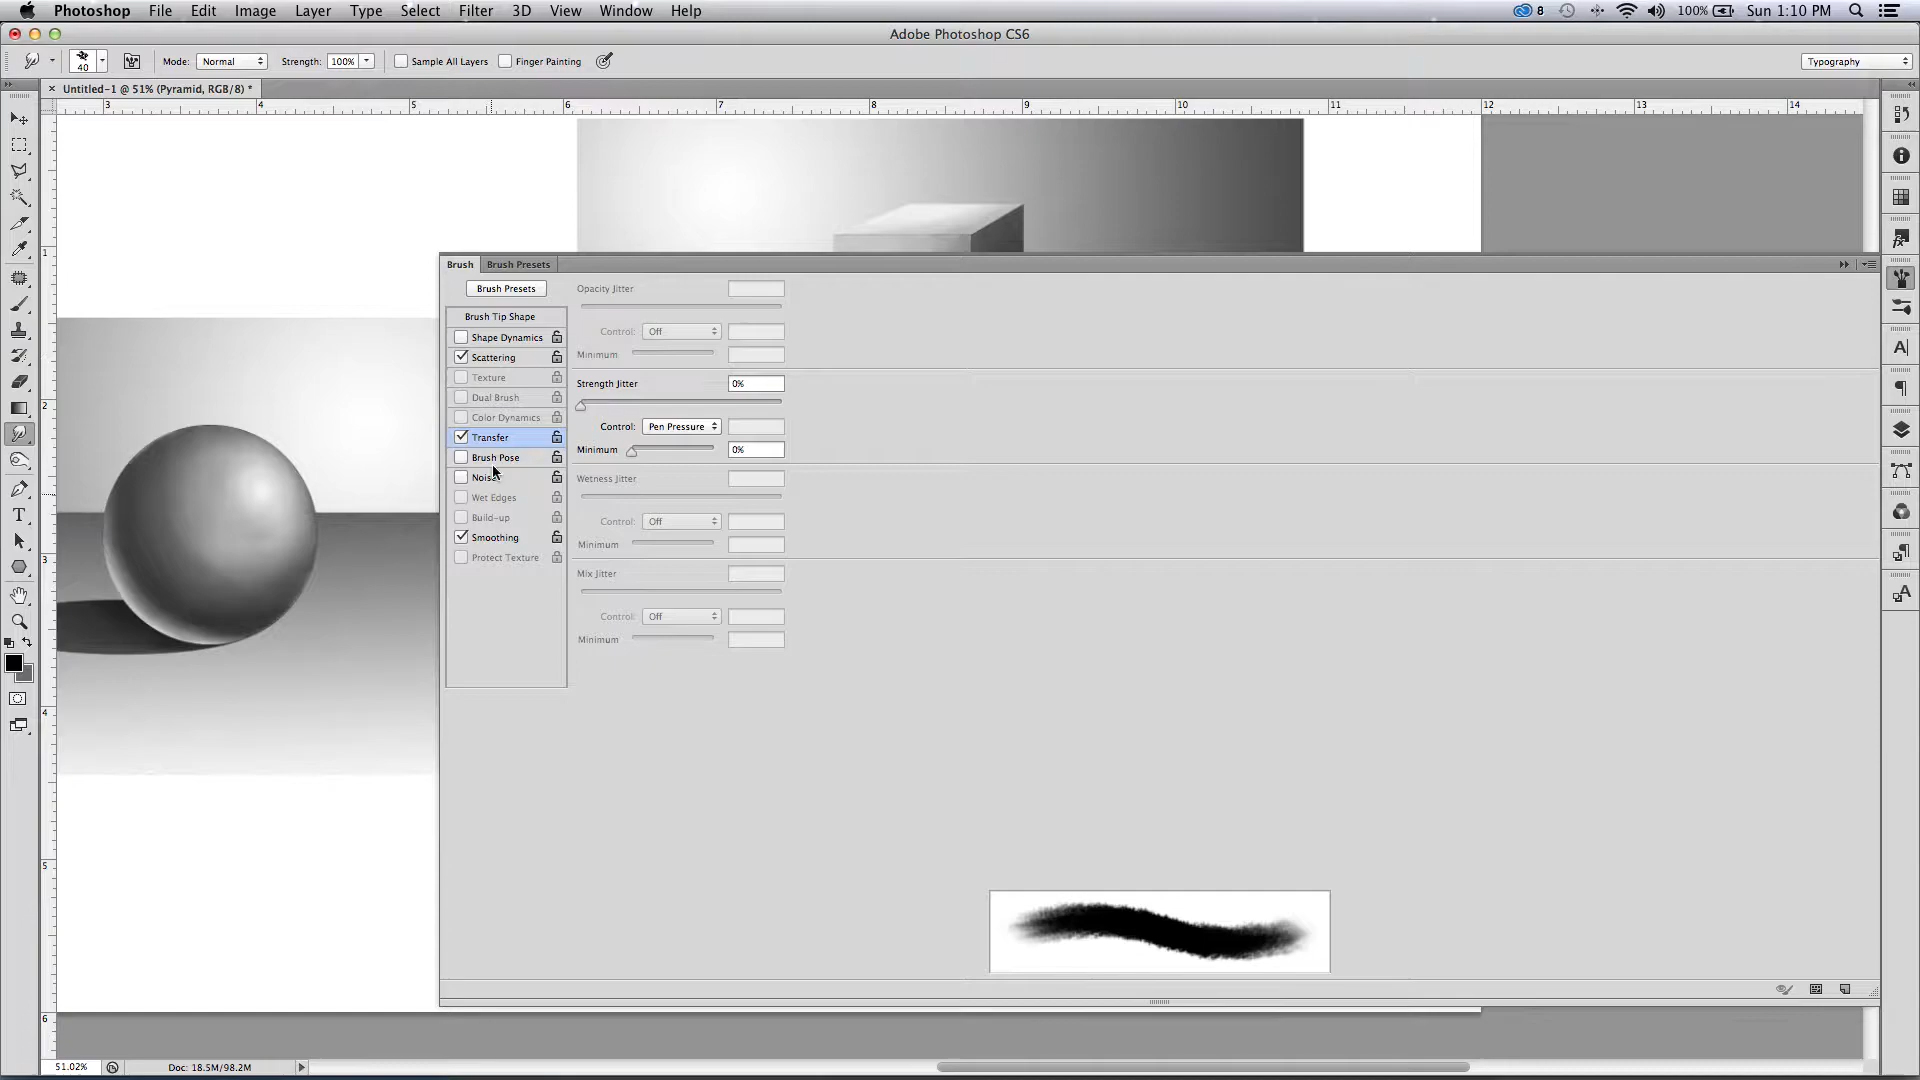 Photoshop File Edit Image Layer Type Select Filter 3D View Window Help 8 100% Sun 1:10 PM
Adobe Photoshop CS6
40 Mode: Normal Strength: 100% Sample All Layers Finger Painting Typography
× Untitled-1 @ 51% (Pyramid, RGB/8) *
3 4 5 6 7 8 9 10 11 12 13 14
1
2
3
4
5
6
Brush Brush Presets
Brush Presets
Brush Tip Shape
Shape Dynamics
Scattering
Texture
Dual Brush
Color Dynamics
Transfer
Brush Pose
Wet Edges
Build-up
Smoothing
Protect Texture
Opacity Jitter
Control: Off
Minimum
Strength Jitter 0%
Control: Pen Pressure
Minimum 0%
Wetness Jitter
Control: Off
Minimum
Mix Jitter
Control: Off
Minimum
51.02% Doc: 18.5M/98.2M